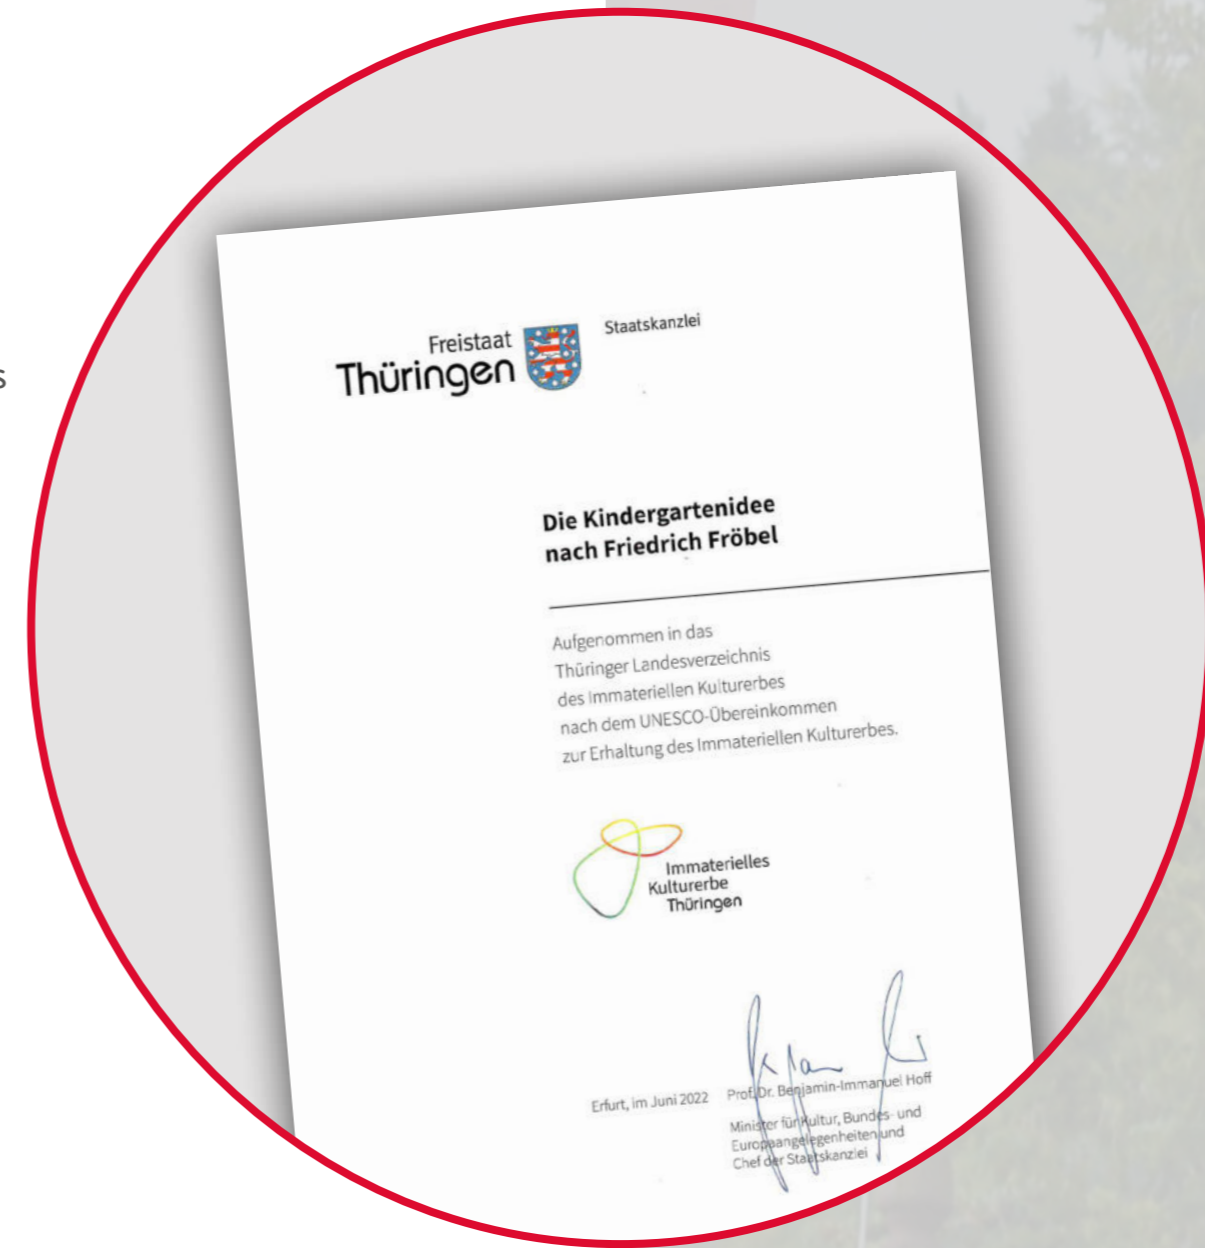 s
Freistaat
Thüringen
Staatskanzlei
Die Kindergartenidee
nach Friedrich Fröbel
Aufgenommen in das
Thüringer Landesverzeichnis
des Immateriellen Kulturerbes
nach dem UNESCO-Übereinkommen
zur Erhaltung des Immateriellen Kulturerbes.
Immaterielles
Kulturerbe
Thüringen
Erfurt, im Juni 2022
Prof. Dr. Benjamin-Immanuel Hoff
Minister für Kultur, Bundes- und
Europaangelegenheiten und
Chef der Staatskanzlei